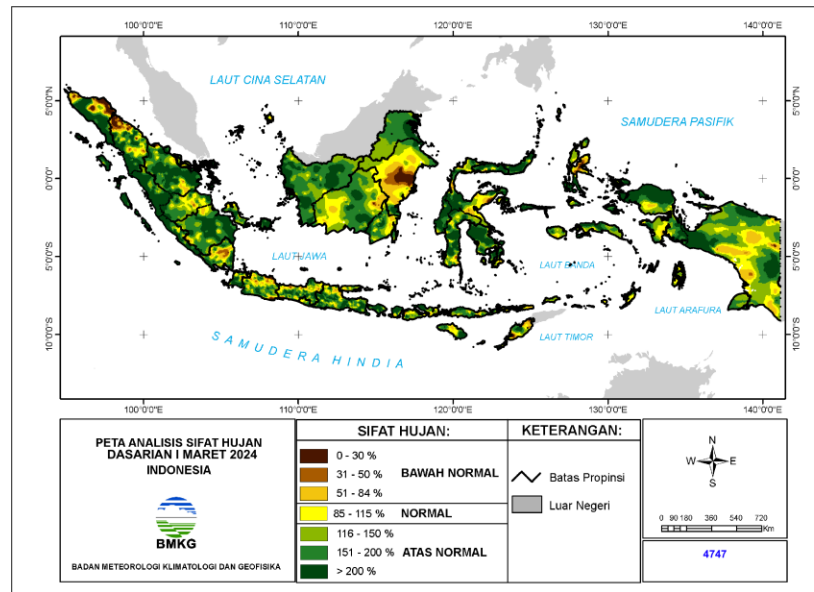 100°0'0"E 110°0'0"E 120°0'0"E 130°0'0"E 140°0'0"E
LAUT CINA SELATAN
SAMUDERA PASIFIK
5°0'0"N 5°0'0"N
0°0'0" 0°0'0"
LAUT JAWA
LAUT BANDA
5°0'0"S 5°0'0"S
LAUT ARAFURA
LAUT TIMOR
10°0'0"S 10°0'0"S
SAMUDERA HINDIA
100°0'0"E 110°0'0"E 120°0'0"E 130°0'0"E 140°0'0"E
PETA ANALISIS SIFAT HUJAN
DASARIAN I MARET 2024
INDONESIA
BMKG
BADAN METEOROLOGI KLIMATOLOGI DAN GEOFISIKA
SIFAT HUJAN:
0 - 30 %
31 - 50 % BAWAH NORMAL
51 - 84 %
85 - 115 % NORMAL
116 - 150 %
151 - 200 % ATAS NORMAL
> 200 %
KETERANGAN:
Batas Propinsi
Luar Negeri
N
W E
S
0 90 180 360 540 720
Km
4747